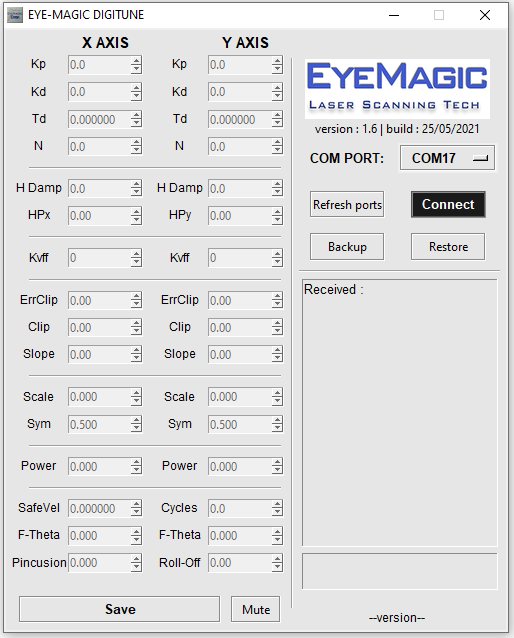 EYE-MAGIC DIGITUNE
X AXIS Y AXIS
Kp 0.0 Kp 0.0
Kd 0.0 Kd 0.0
Td 0.000000 Td 0.000000
N 0.0 N 0.0
H Damp 0.0 H Damp 0.0
HPx 0.00 HPy 0.00
Kvff 0 Kvff 0
ErrClip 0.00 ErrClip 0.00
Clip 0.00 Clip 0.00
Slope 0.00 Slope 0.00
Scale 0.000 Scale 0.000
Sym 0.500 Sym 0.500
Power 0.000 Power 0.000
SafeVel 0.000000 Cycles 0.0
F-Theta 0.000 F-Theta 0.000
Pincusion 0.000 Roll-Off 0.00
Save Mute
EYEMAGIC
LASER SCANNING TECH
version : 1.6 | build : 25/05/2021
COM PORT: COM17
Refresh ports Connect
Backup Restore
Received :
--version--